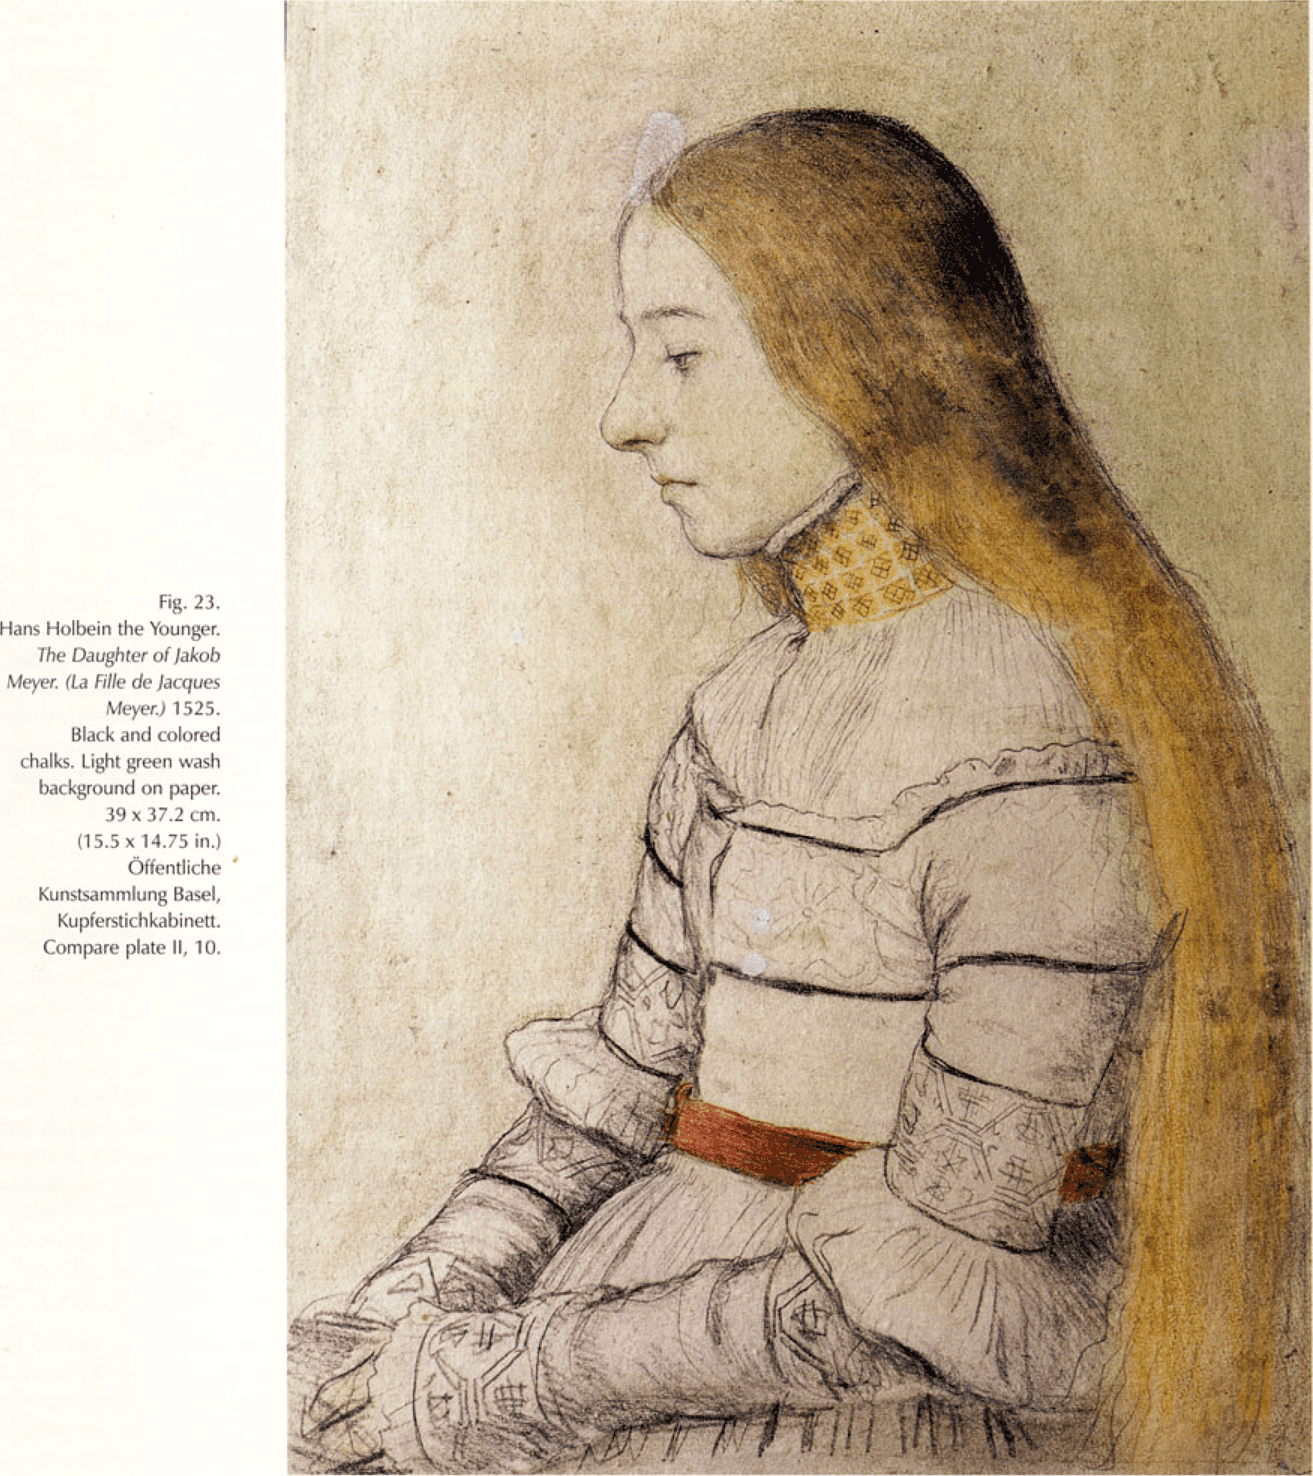 Fig. 23.
Hans Holbein the Younger.
The Daughter of Jakob
Meyer. (La Fille de Jacques
Meyer.) 1525.
Black and colored
chalks. Light green wash
background on paper.
39 x 37.2 cm.
(15.5 x 14.75 in.)
Öffentliche
Kunstsammlung Basel,
Kupferstichkabinett.
Compare plate II, 10.